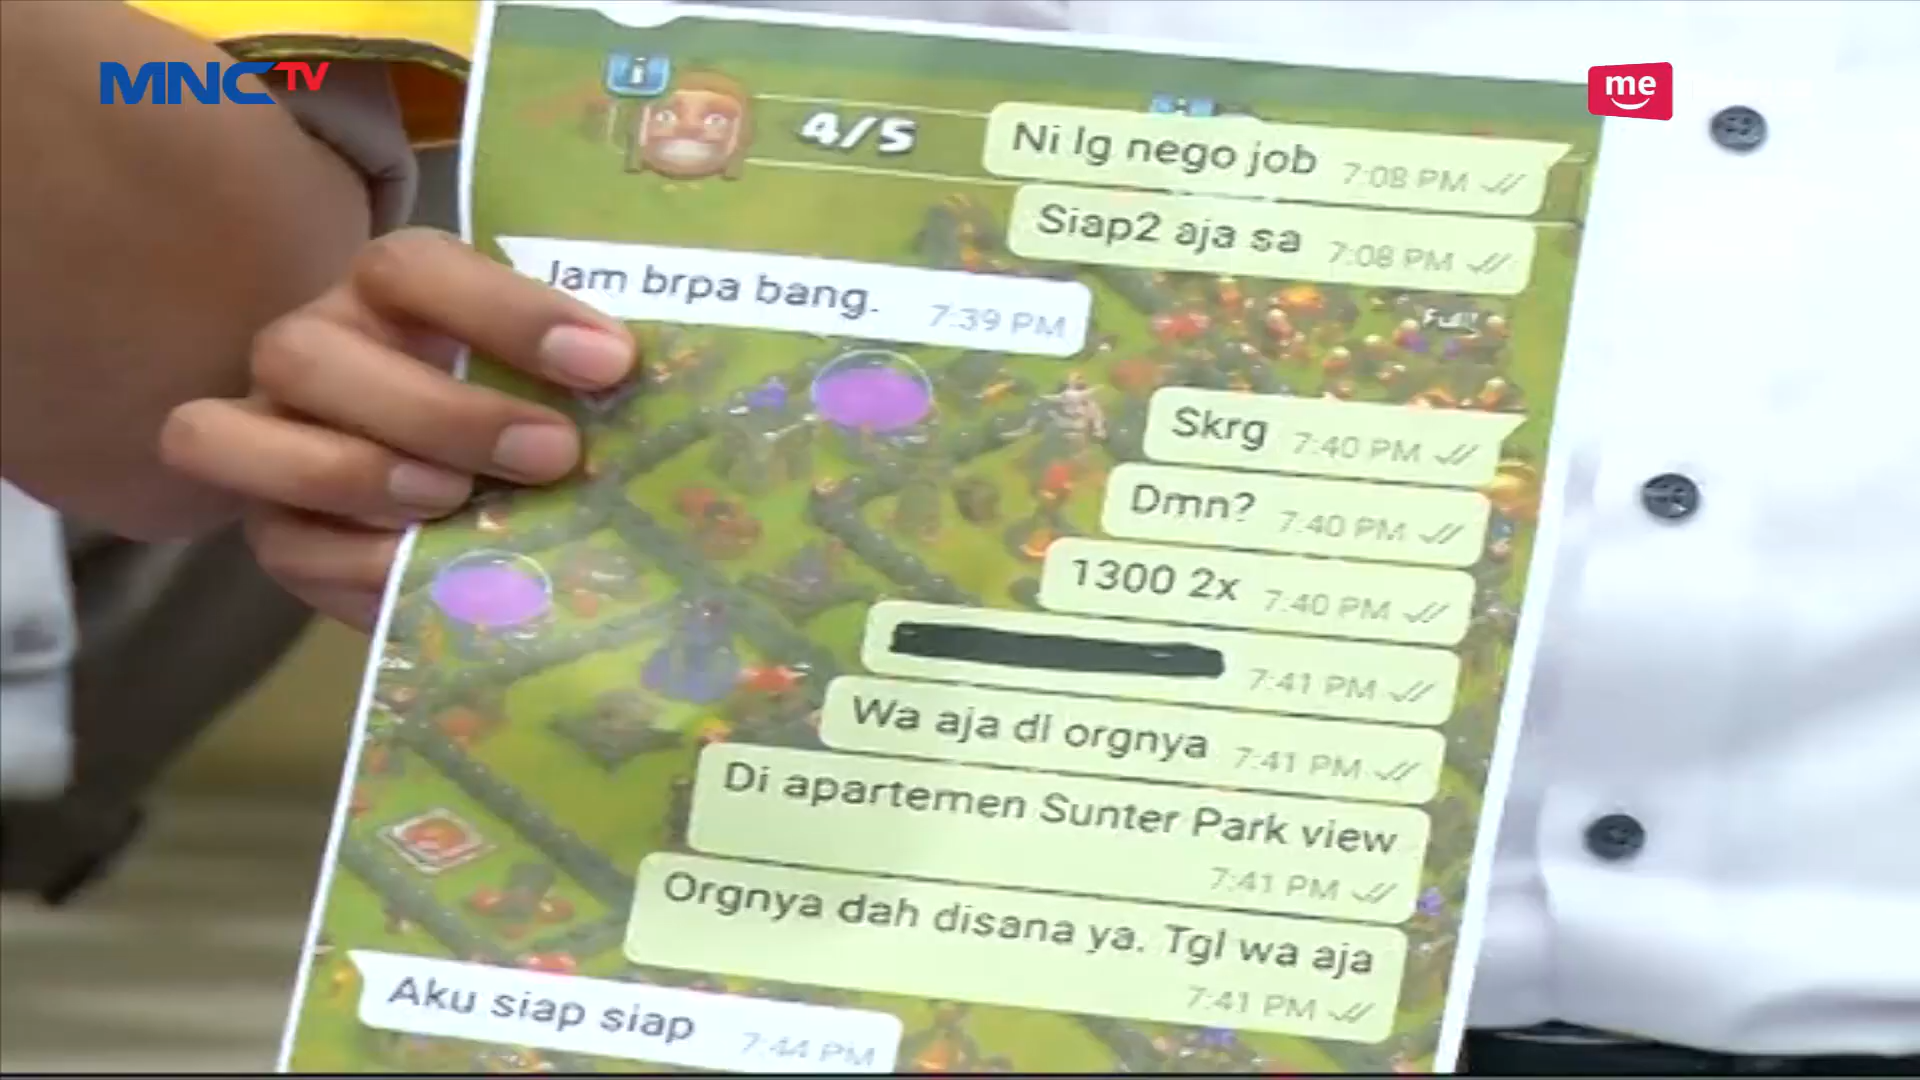 MNCTV
me
i
4/5
Ni lg nego job 7:08 PM
Siap2 aja sa 7:08 PM
Jam brpa bang. 7:39 PM
Full!
Skrg 7:40 PM
Dmn? 7:40 PM
1300 2x 7:40 PM
7:41 PM
Wa aja dl orgnya 7:41 PM
Di apartemen Sunter Park view
7:41 PM
Orgnya dah disana ya. Tgl wa aja
7:41 PM
Aku siap siap 7:44 PM